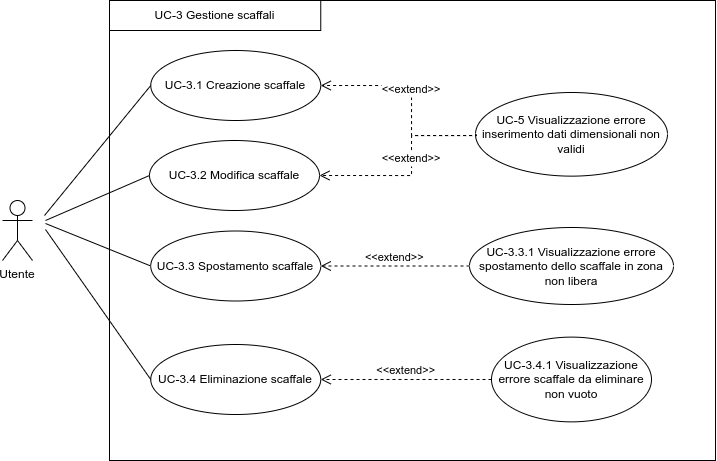 UC-3 Gestione scaffali
UC-3.1 Creazione scaffale
<<extend>>
UC-5 Visualizzazione errore
inserimento dati dimensionali non
validi
<<extend>>
UC-3.2 Modifica scaffale
Utente
UC-3.3 Spostamento scaffale
<<extend>>
UC-3.3.1 Visualizzazione errore
spostamento dello scaffale in zona
non libera
UC-3.4 Eliminazione scaffale
<<extend>>
UC-3.4.1 Visualizzazione
errore scaffale da eliminare
non vuoto